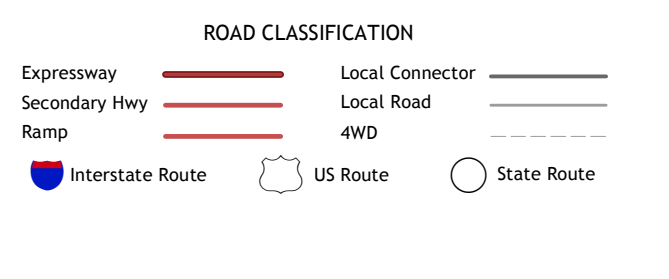 ROAD CLASSIFICATION
Expressway
Local Connector
Secondary Hwy
Local Road
Ramp
4WD
Interstate Route
US Route
State Route